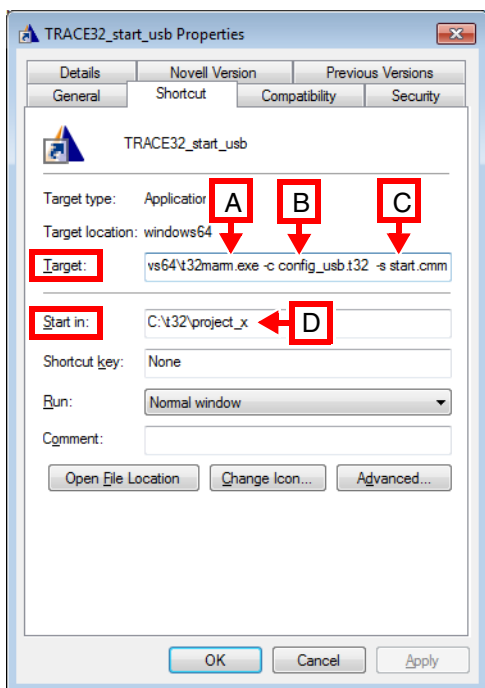 TRACE32_start_usb Properties
Details Novell Version Previous Versions
General Shortcut Compatibility Security
TRACE32_start_usb
Target type: Application
A B C
Target location: windows64
Target: vs64\t32marm.exe -c config_usb.t32 -s start.cmm
Start in: C:\t32\project_x D
Shortcut key: None
Run: Normal window
Comment:
Open File Location Change Icon... Advanced...
OK Cancel Apply